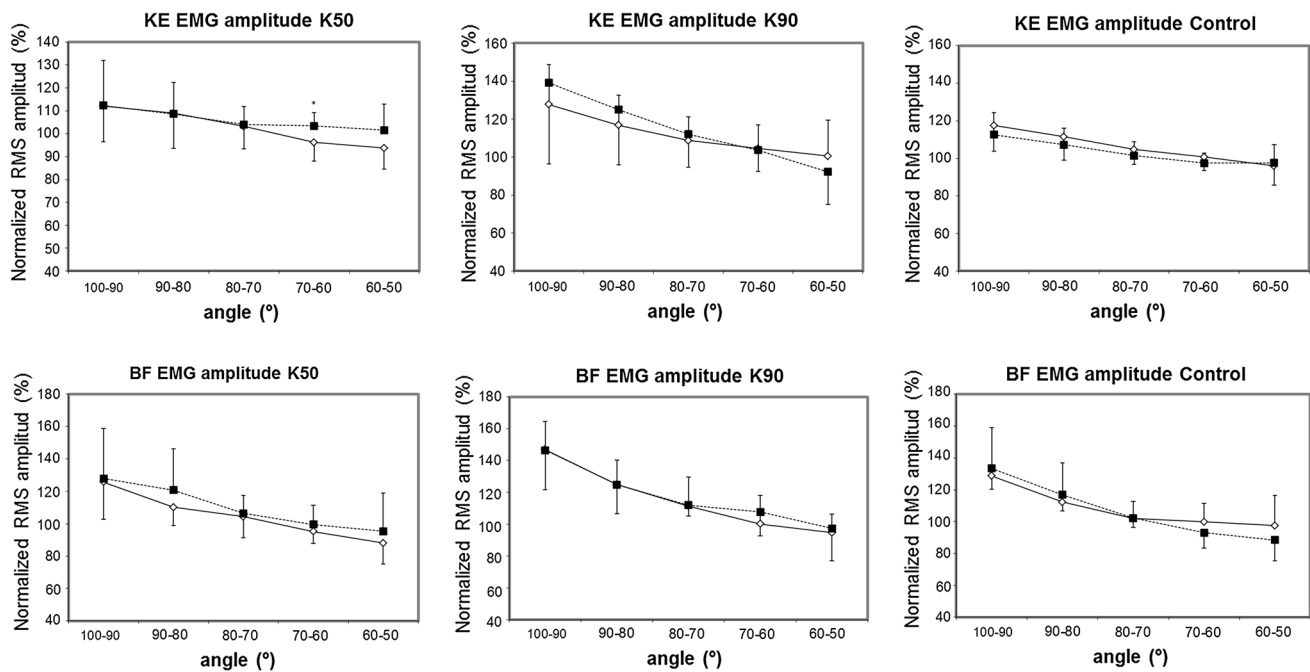 KE EMG amplitude K50
Normalized RMS amplitud (%)
140
130
120
110
100
90
80
70
60
50
40
*
100-90 90-80 80-70 70-60 60-50
angle (°)
KE EMG amplitude K90
Normalized RMS amplitud (%)
160
140
120
100
80
60
40
100-90 90-80 80-70 70-60 60-50
angle (°)
KE EMG amplitude Control
Normalized RMS amplitud (%)
160
140
120
100
80
60
40
100-90 90-80 80-70 70-60 60-50
angle (°)
BF EMG amplitude K50
Normalized RMS amplitud (%)
180
160
140
120
100
80
60
40
100-90 90-80 80-70 70-60 60-50
angle (°)
BF EMG amplitude K90
Normalized RMS amplitud (%)
180
160
140
120
100
80
60
40
100-90 90-80 80-70 70-60 60-50
angle (°)
BF EMG amplitude Control
Normalized RMS amplitud (%)
180
160
140
120
100
80
60
40
100-90 90-80 80-70 70-60 60-50
angle (°)